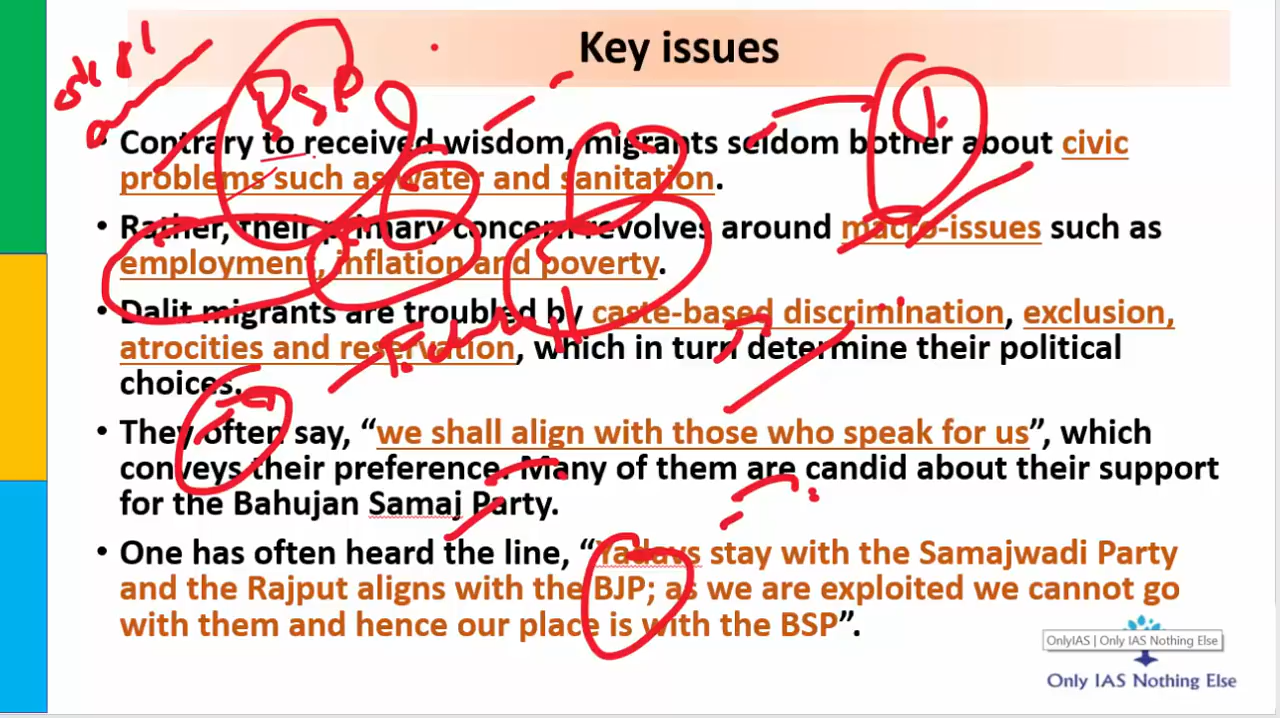 Key issues
BSP
• Contrary to received wisdom, migrants seldom bother about civic
problems such as water and sanitation.
• Rather, their primary concern revolves around macro-issues such as
employment, inflation and poverty.
• Dalit migrants are troubled by caste-based discrimination, exclusion,
atrocities and reservation, which in turn determine their political
choices.
• They often say, “we shall align with those who speak for us”, which
conveys their preference. Many of them are candid about their support
for the Bahujan Samaj Party.
• One has often heard the line, “Yadavs stay with the Samajwadi Party
and the Rajput aligns with the BJP; as we are exploited we cannot go
with them and hence our place is with the BSP”.
OnlyIAS | Only IAS Nothing Else
Only IAS Nothing Else